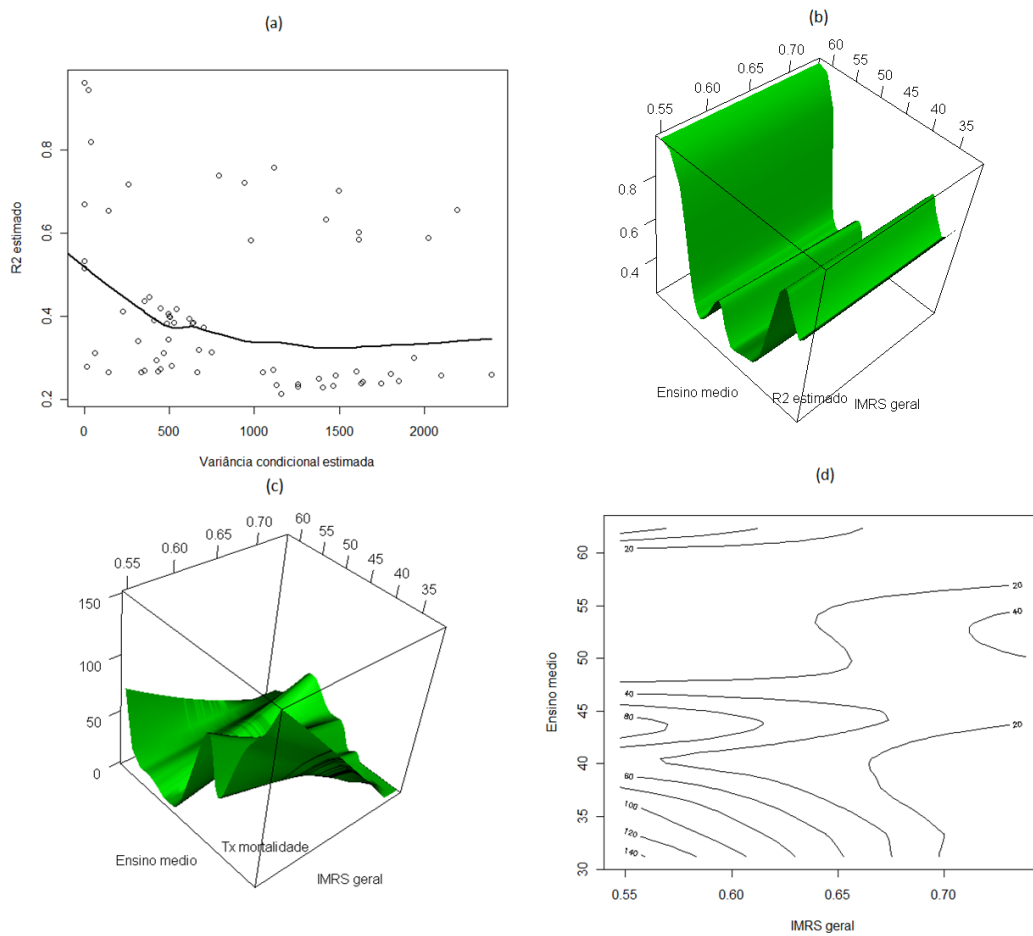 (a)
R2 estimado
0.8
0.6
0.4
0.2
0 500 1000 1500 2000
Variância condicional estimada
(b)
0.55 0.60 0.65 0.70
60 55 50 45 40 35
0.8
0.6
0.4
Ensino medio
R2 estimado
IMRS geral
(c)
0.55 0.60 0.65 0.70
60 55 50 45 40 35
150
100
50
0
Ensino medio
Tx mortalidade
IMRS geral
(d)
Ensino medio
60
55
50
45
40
35
30
20
20
40
40
80
20
60
100
120
140
0.55 0.60 0.65 0.70
IMRS geral